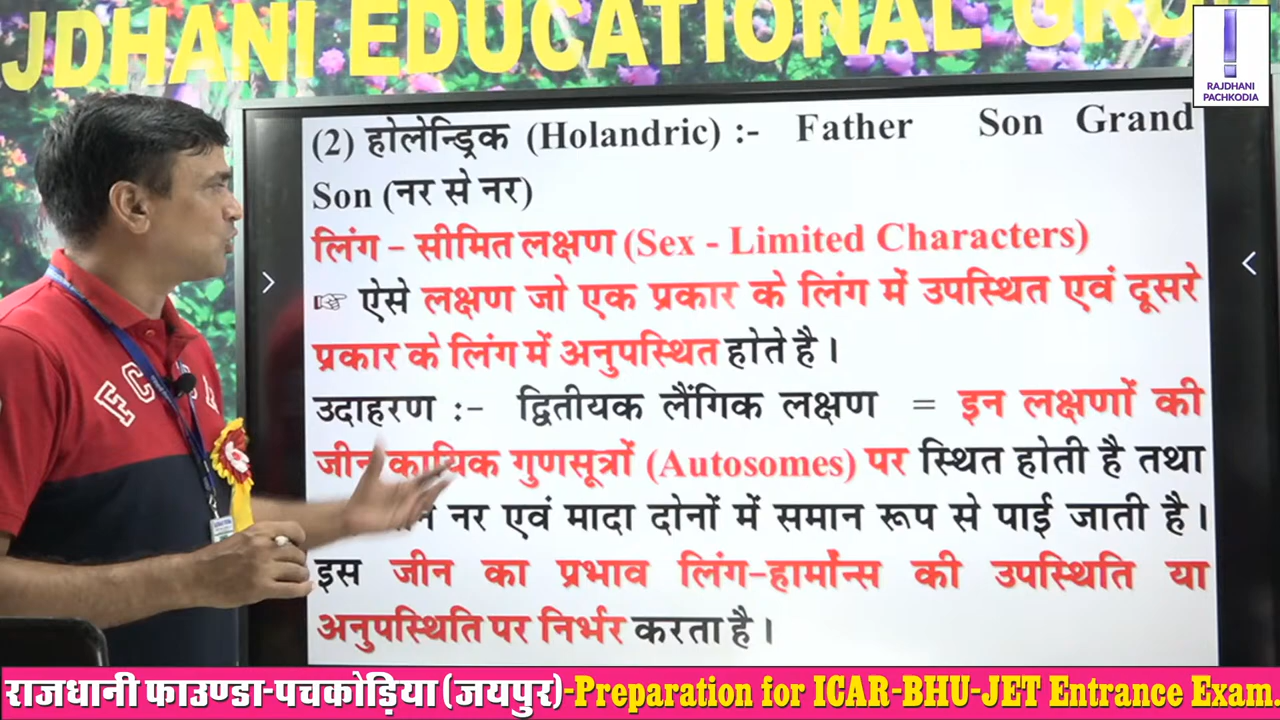 JDHANI EDUCATIONAL GRO
RAJDHANI
PACHKODIA
(2) होलेन्ड्रिक (Holandric) :- Father Son Grand
Son (नर से नर)
लिंग – सीमित लक्षण (Sex - Limited Characters)
☞ ऐसे लक्षण जो एक प्रकार के लिंग में उपस्थित एवं दूसरे
प्रकार के लिंग में अनुपस्थित होते है।
उदाहरण :- द्वितीयक लैंगिक लक्षण = इन लक्षणों की
जीन कायिक गुणसूत्रों (Autosomes) पर स्थित होती है तथा
नर एवं मादा दोनों में समान रूप से पाई जाती है।
इस जीन का प्रभाव लिंग-हार्मोन्स की उपस्थिति या
अनुपस्थिति पर निर्भर करता है।
राजधानी फाउण्डा-पचकोड़िया (जयपुर)-Preparation for ICAR-BHU-JET Entrance Exam.